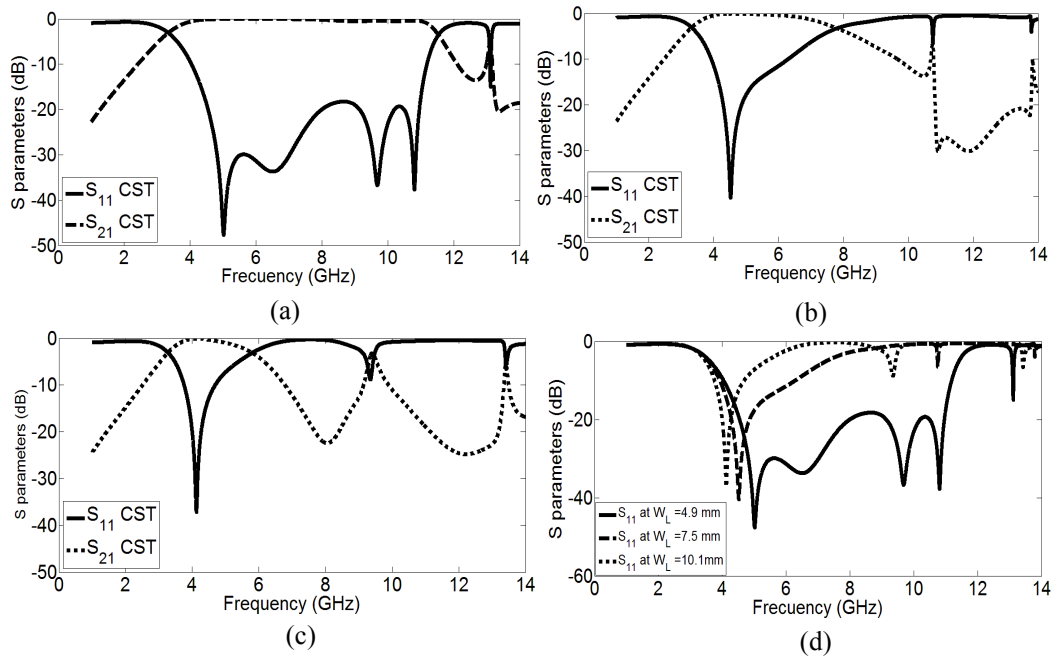 S parameters (dB)
0
-10
-20
-30
-40
-50
S11 CST
S21 CST
0 2 4 6 8 10 12 14
Frecuency (GHz)
(a)
S parameters (dB)
0
-10
-20
-30
-40
-50
S11 CST
S21 CST
0 2 4 6 8 10 12 14
Frequency (GHz)
(b)
S parameters (dB)
0
-10
-20
-30
-40
-50
S11 CST
S21 CST
0 2 4 6 8 10 12 14
Frequency (GHz)
(c)
S parameters (dB)
0
-20
-40
-60
S11 at WL =4.9 mm
S11 at WL =7.5 mm
S11 at WL =10.1mm
0 2 4 6 8 10 12 14
Frecuency (GHz)
(d)